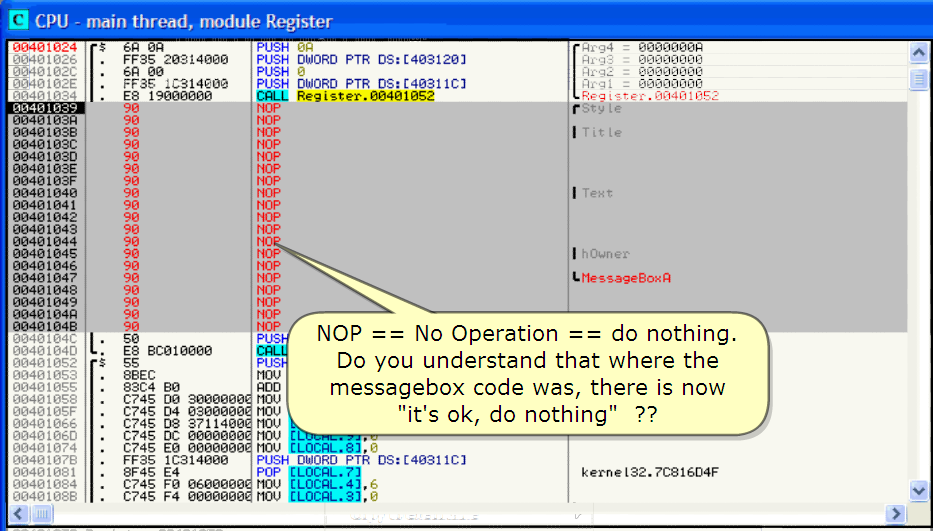 C CPU - main thread, module Register
00401024 $ 6A 0A PUSH 0A Arg4 = 0000000A
00401026 . FF35 20314000 PUSH DWORD PTR DS:[403120] Arg3 = 00000000
0040102C . 6A 00 PUSH 0 Arg2 = 00000000
0040102E . FF35 1C314000 PUSH DWORD PTR DS:[40311C] Arg1 = 00000000
00401034 . E8 19000000 CALL Register.00401052 Register.00401052
00401039 90 NOP Style
0040103A 90 NOP
0040103B 90 NOP Title
0040103C 90 NOP
0040103D 90 NOP
0040103E 90 NOP
0040103F 90 NOP
00401040 90 NOP Text
00401041 90 NOP
00401042 90 NOP
00401043 90 NOP
00401044 90 NOP
00401045 90 NOP hOwner
00401046 90 NOP
00401047 90 NOP MessageBoxA
00401048 90 NOP
00401049 90 NOP
0040104A 90 NOP
0040104B 90 NOP
0040104C . 50 PUSH
0040104D . E8 BC010000 CALL
00401052 $ 55 PUSH
00401053 . 8BEC MOV
00401055 . 83C4 B0 ADD
00401058 . C745 D0 30000000 MOV
0040105F . C745 D4 03000000 MOV
00401066 . C745 D8 37114000 MOV
0040106D . C745 DC 00000000 MOV [LOCAL.9],0
00401074 . C745 E0 00000000 MOV [LOCAL.8],0
0040107B . FF35 1C314000 PUSH DWORD PTR DS:[40311C]
00401081 . 8F45 E4 POP [LOCAL.7] kernel32.7C816D4F
00401084 . C745 F0 06000000 MOV [LOCAL.4],6
0040108B . C745 F4 00000000 MOV [LOCAL.3],0
NOP == No Operation == do nothing.
Do you understand that where the
messagebox code was, there is now
"it's ok, do nothing" ??